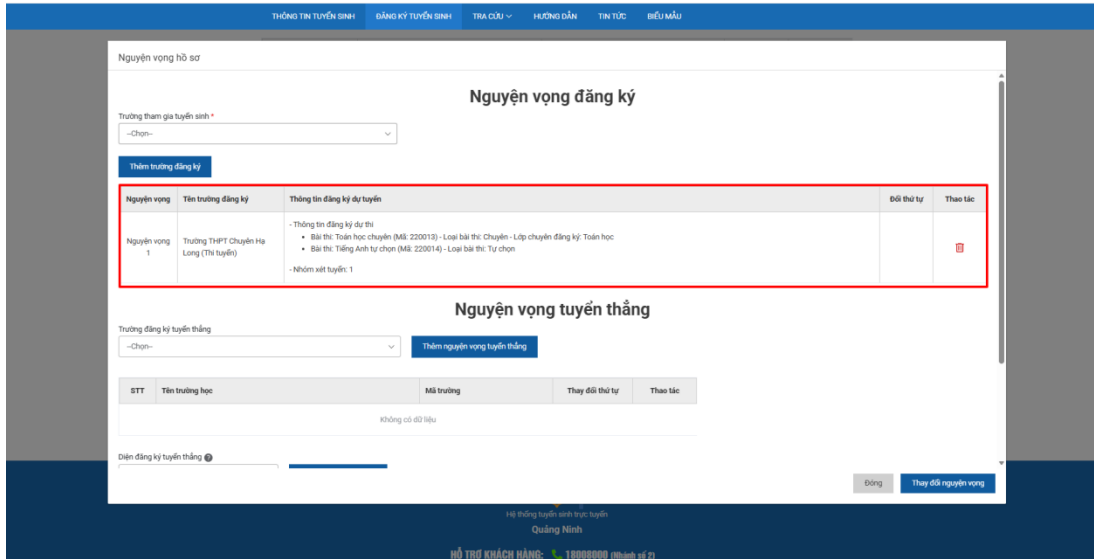 THÔNG TIN TUYỂN SINH ĐĂNG KÝ TUYỂN SINH TRA CỨU HƯỚNG DẪN TIN TỨC BIỂU MẪU
Nguyện vọng hồ sơ
Nguyện vọng đăng ký
Trường tham gia tuyển sinh *
--Chọn--
Thêm trường đăng ký
Nguyện vọng Tên trường đăng ký Thông tin đăng ký dự tuyển Đổi thứ tự Thao tác
- Thông tin đăng ký dự thi
• Bài thi: Toán học chuyên (Mã: 220013) - Loại bài thi: Chuyên - Lớp chuyên đăng ký: Toán học
Nguyện vọng Trường THPT Chuyên Hạ
1 Long (Thi tuyển)
• Bài thi: Tiếng Anh tự chọn (Mã: 220014) - Loại bài thi: Tự chọn
- Nhóm xét tuyển: 1
Nguyện vọng tuyển thẳng
Trường đăng ký tuyển thẳng
--Chọn-- Thêm nguyện vọng tuyển thẳng
STT Tên trường học Mã trường Thay đổi thứ tự Thao tác
Không có dữ liệu
Diện đăng ký tuyển thẳng ?
Đóng Thay đổi nguyện vọng
Hệ thống tuyển sinh trực tuyến
Quảng Ninh
HỖ TRỢ KHÁCH HÀNG: 18008000 (Nhánh số 2)